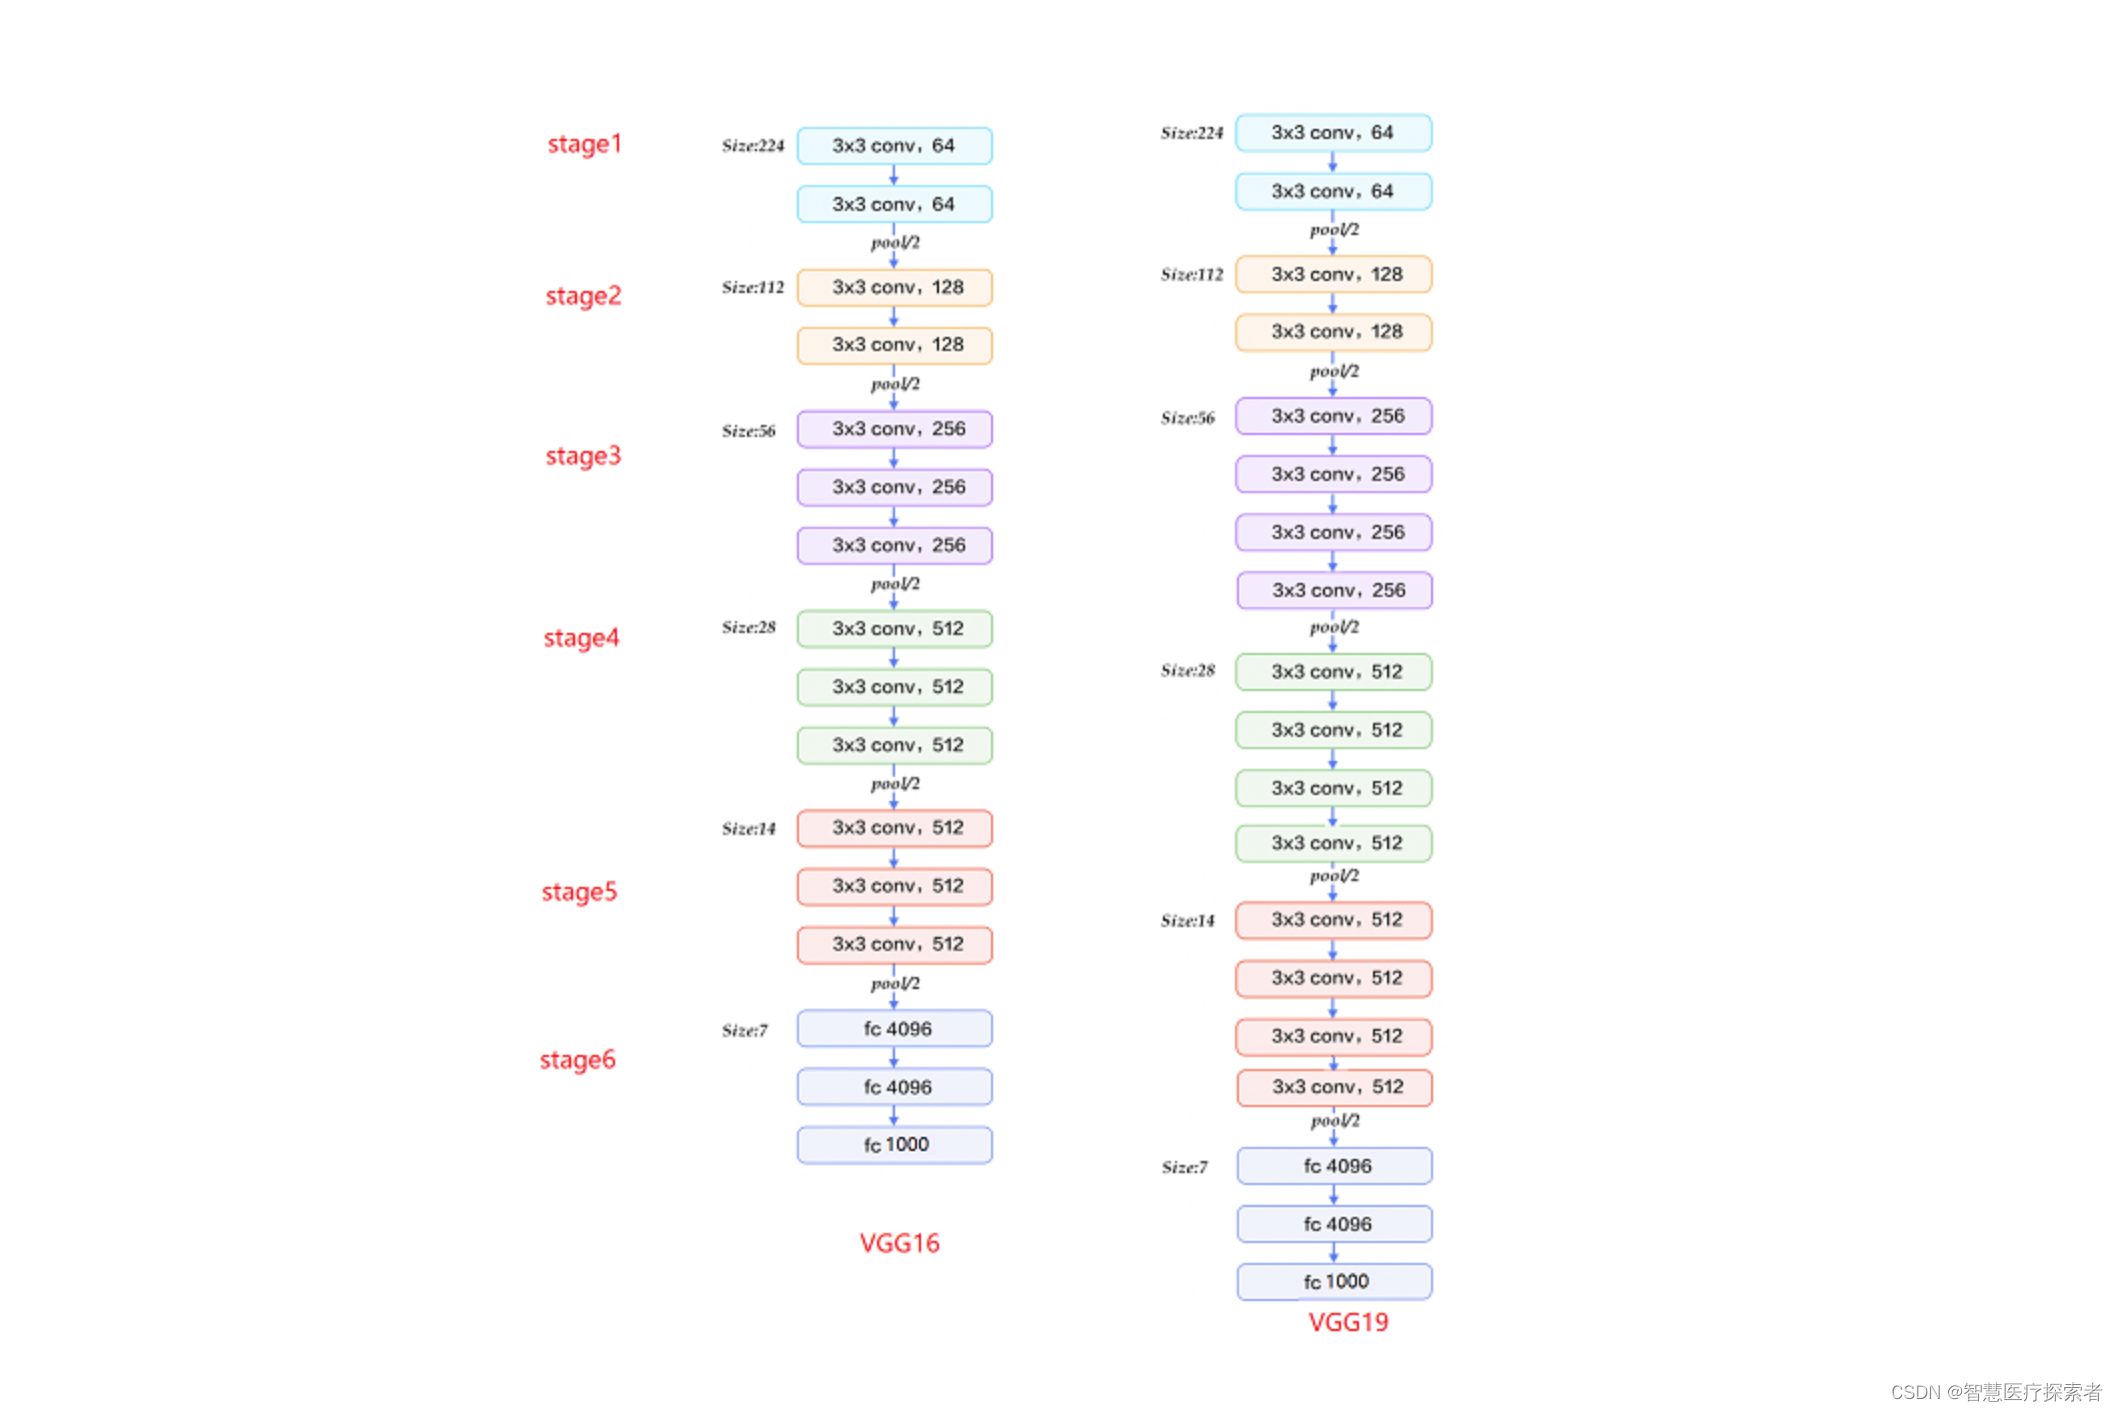 stage1
Size:224
3x3 conv, 64
3x3 conv, 64
pool/2
stage2
Size:112
3x3 conv, 128
3x3 conv, 128
pool/2
stage3
Size:56
3x3 conv, 256
3x3 conv, 256
3x3 conv, 256
pool/2
stage4
Size:28
3x3 conv, 512
3x3 conv, 512
3x3 conv, 512
pool/2
stage5
Size:14
3x3 conv, 512
3x3 conv, 512
3x3 conv, 512
pool/2
stage6
Size:7
fc 4096
fc 4096
fc 1000
VGG16
Size:224
3x3 conv, 64
3x3 conv, 64
pool/2
Size:112
3x3 conv, 128
3x3 conv, 128
pool/2
Size:56
3x3 conv, 256
3x3 conv, 256
3x3 conv, 256
3x3 conv, 256
pool/2
Size:28
3x3 conv, 512
3x3 conv, 512
3x3 conv, 512
3x3 conv, 512
pool/2
Size:14
3x3 conv, 512
3x3 conv, 512
3x3 conv, 512
3x3 conv, 512
pool/2
Size:7
fc 4096
fc 4096
fc 1000
VGG19
CSDN @智慧医疗探索者